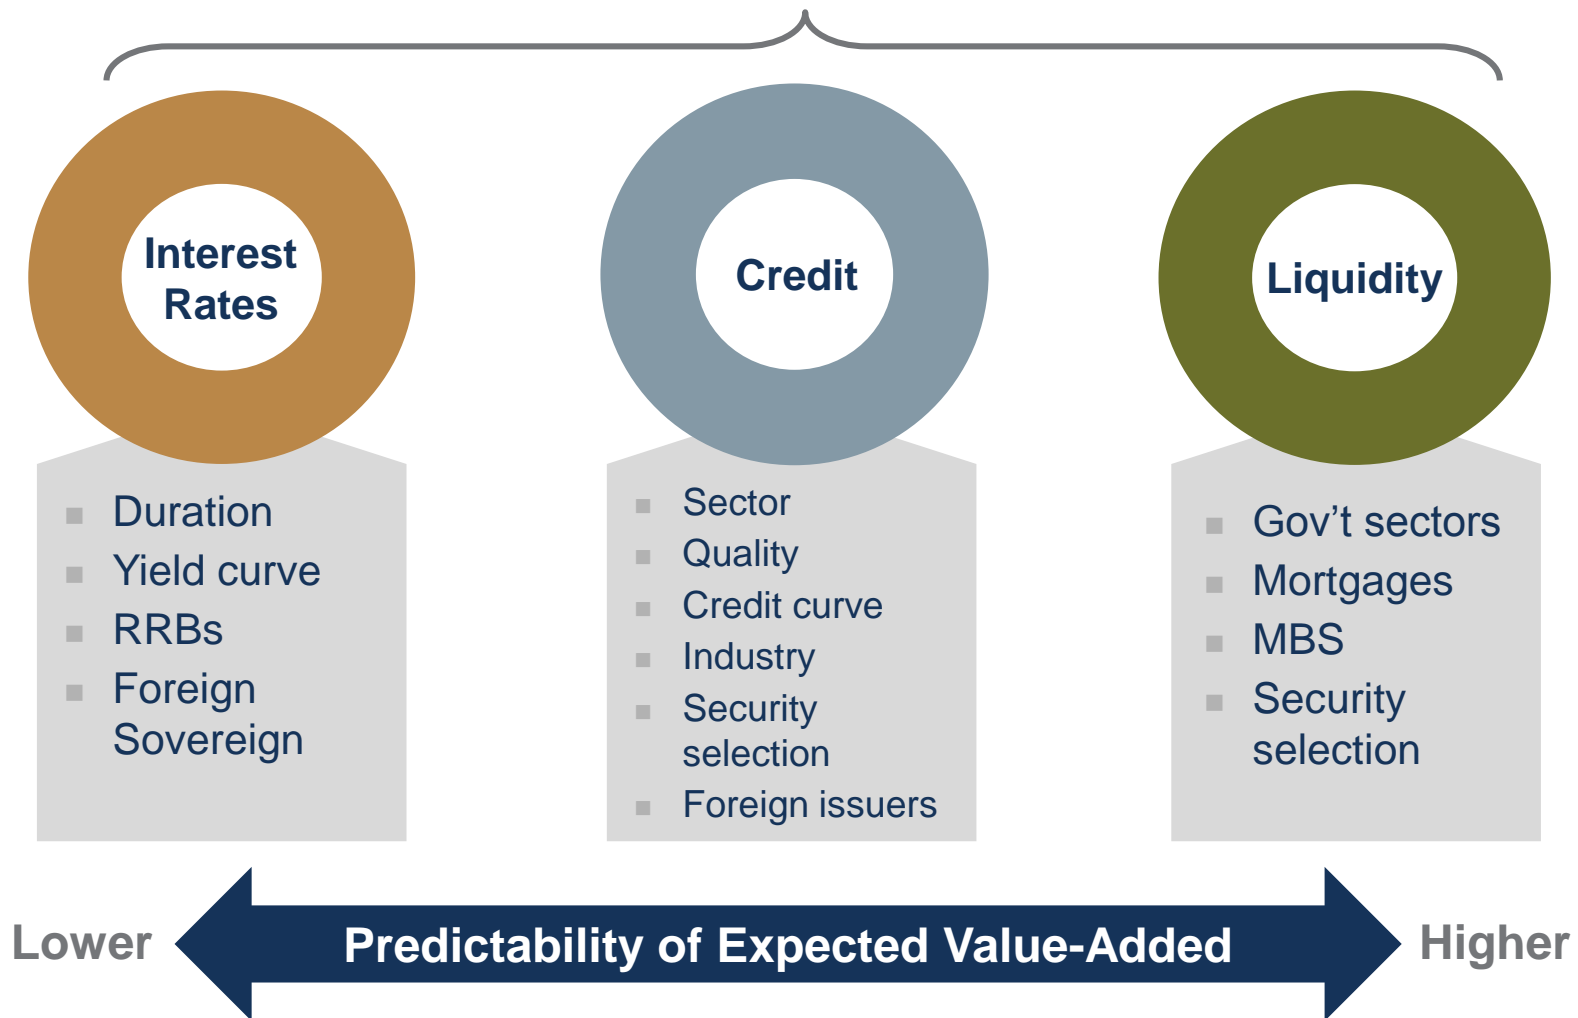 Interest
Rates
Credit
Liquidity
Duration
Yield curve
RRBs
Foreign
Sovereign
Sector
Quality
Credit curve
Industry
Security
selection
Foreign issuers
Gov’t sectors
Mortgages
MBS
Security
selection
Lower
Predictability of Expected Value-Added
Higher